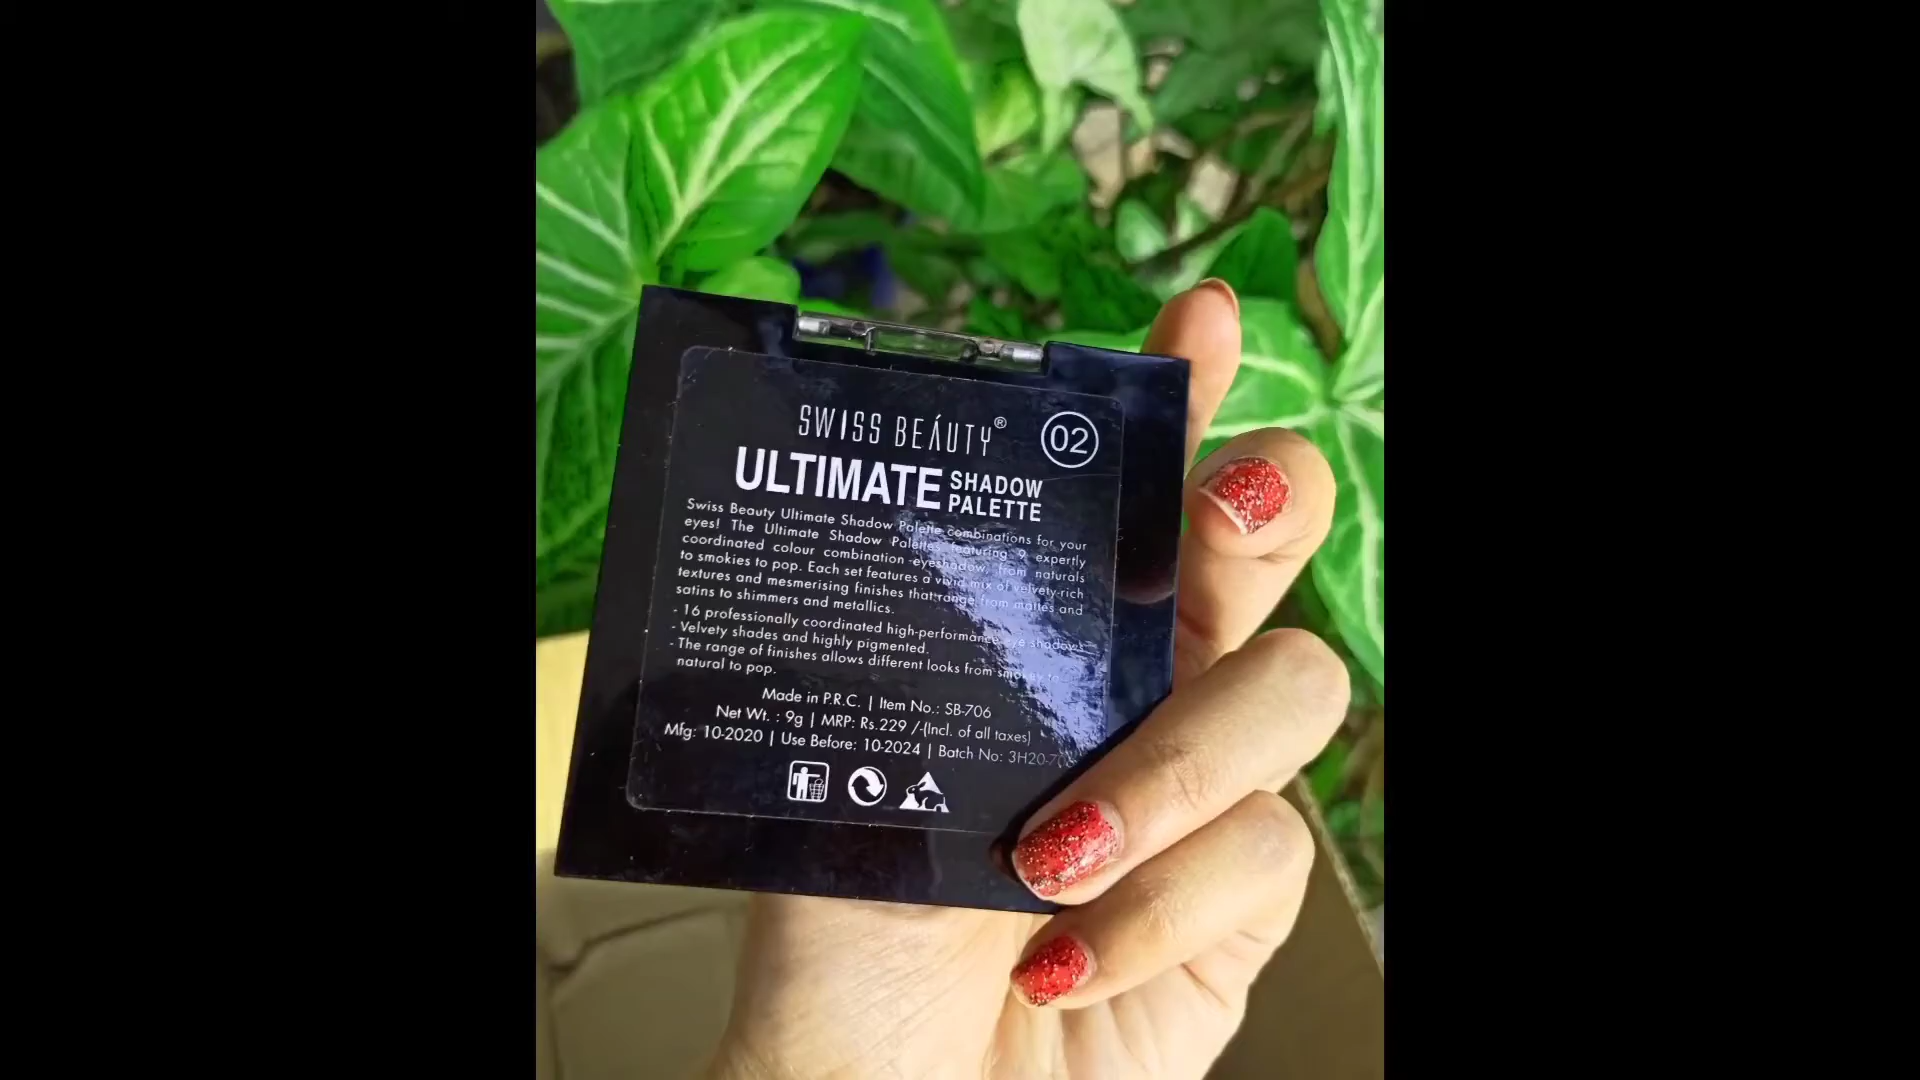 SWISS BEÁUTY®
02
ULTIMATE SHADOW PALETTE
Swiss Beauty Ultimate Shadow Palette combinations for your
eyes! The Ultimate Shadow Palette, featuring 9 expertly
coordinated colour combination eyeshadow, from naturals
to smokies to pop. Each set features a vivid mix of velvety-rich
textures and mesmerising finishes that range from mattes and
satins to shimmers and metallics.
- 16 professionally coordinated high-performance eye shadows
- Velvety shades and highly pigmented.
- The range of finishes allows different looks from smokey to
natural to pop.
Made in P.R.C. | Item No.: SB-706
Net Wt. : 9g | MRP: Rs.229 /-(Incl. of all taxes)
Mfg: 10-2020 | Use Before: 10-2024 | Batch No: